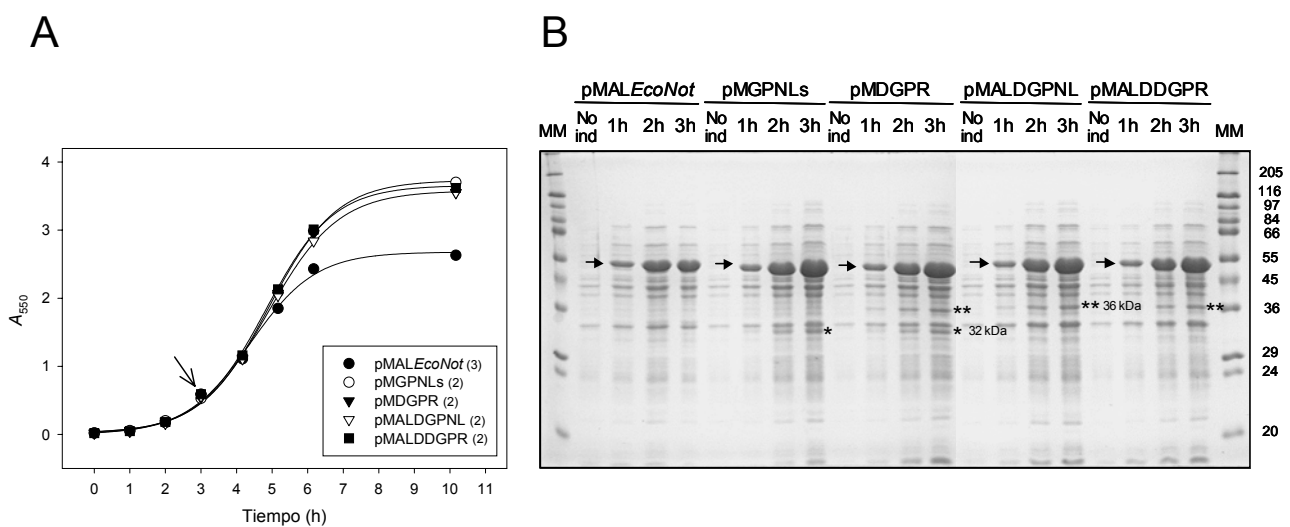 A
B
4
3
2
1
0
A550
0 1 2 3 4 5 6 7 8 9 10 11
Tiempo (h)
pMALEcoNot (3)
pMGPNLs (2)
pMDGPR (2)
pMALDGPNL (2)
pMALDDGPR (2)
pMALEcoNot pMGPNLs pMDGPR pMALDGPNL pMALDDGPR
MM No ind 1h 2h 3h No ind 1h 2h 3h No ind 1h 2h 3h No ind 1h 2h 3h No ind 1h 2h 3h MM
205
116
97
84
66
55
45
36
29
24
20
** ** 36 kDa **
* * 32 kDa